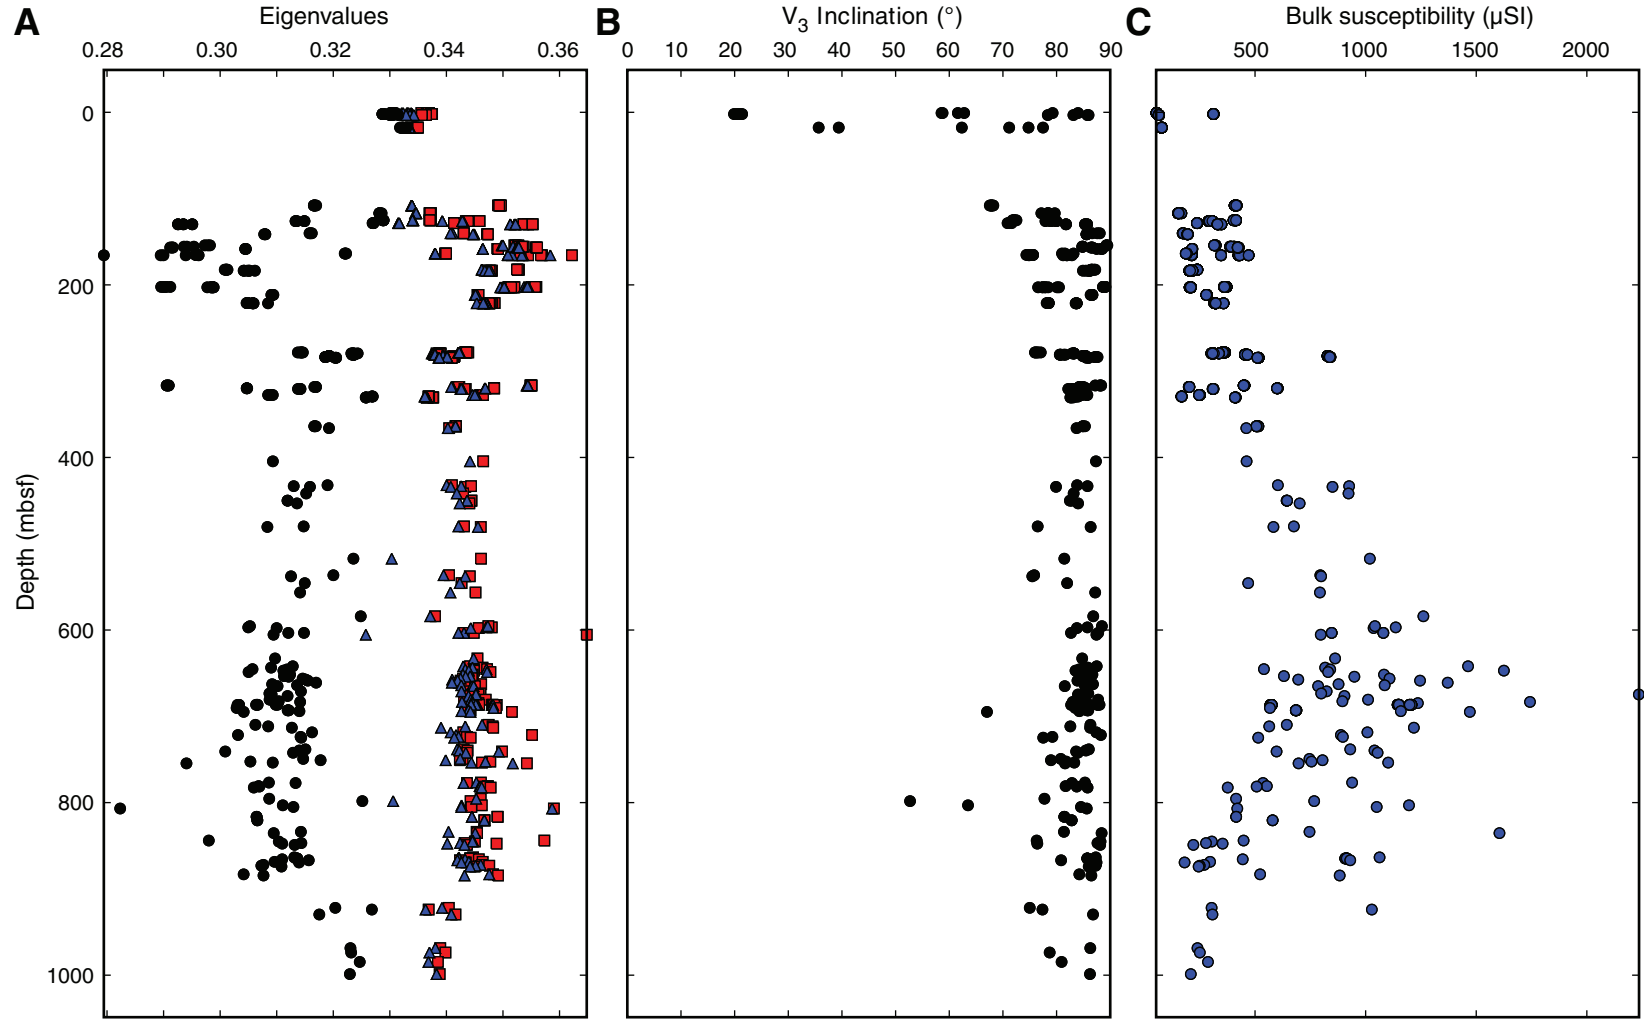 A Eigenvalues
0.28 0.30 0.32 0.34 0.36
B V3 Inclination (°)
0 10 20 30 40 50 60 70 80 90
C Bulk susceptibility (µSI)
500 1000 1500 2000
Depth (mbsf)
0
200
400
600
800
1000